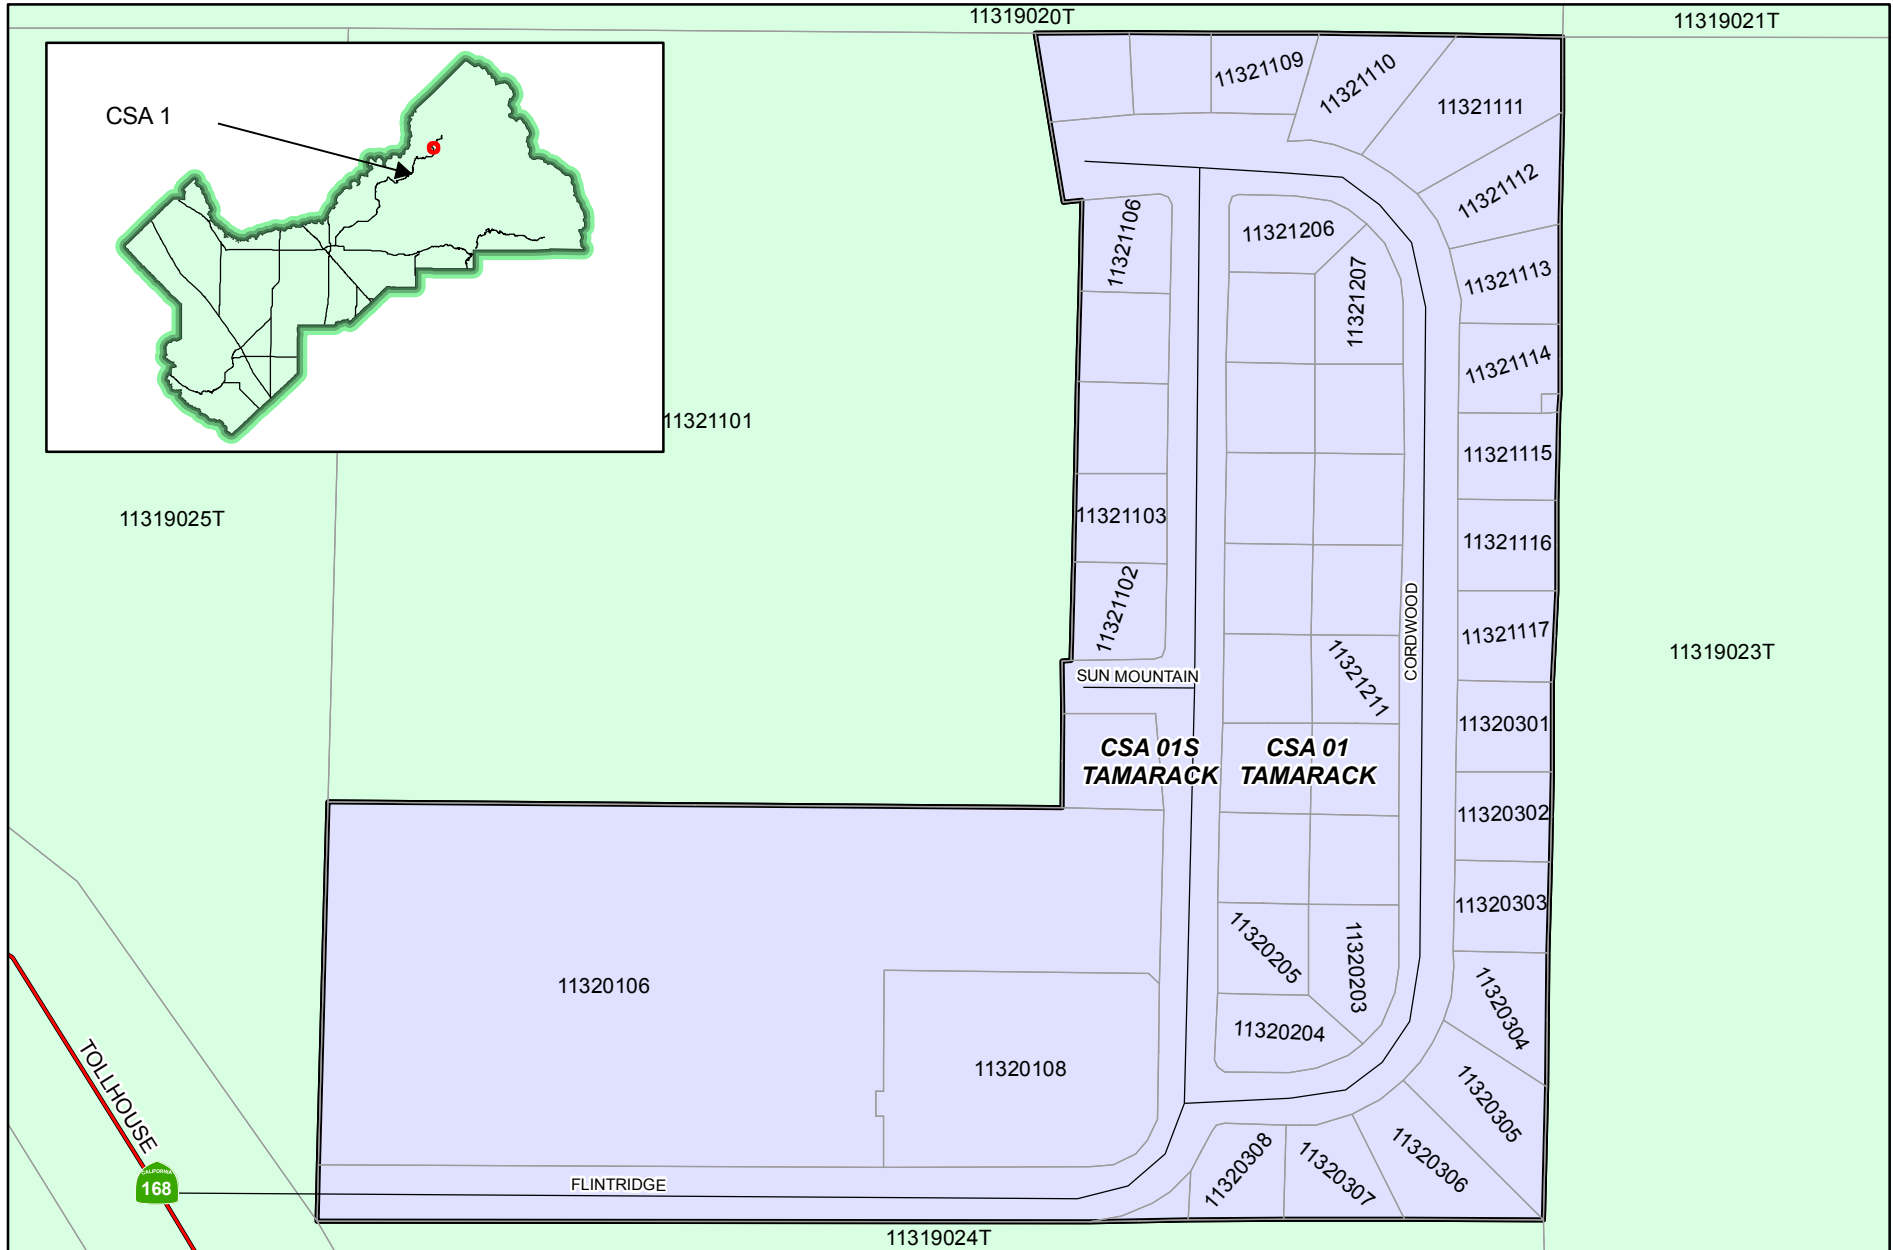 11319020T
11319021T
CSA 1
11321109
11321110
11321111
11321112
11321106
11321206
11321207
11321113
11321114
11321101
11321115
11319025T
11321103
11321116
11321102
CORDWOOD
11321117
11319023T
SUN MOUNTAIN
11321211
11320301
CSA 01S
TAMARACK
CSA 01
TAMARACK
11320302
11320303
11320205
11320203
11320106
11320304
11320204
11320108
TOLLHOUSE
11320305
CALIFORNIA
168
FLINTRIDGE
11320308
11320307
11320306
11319024T